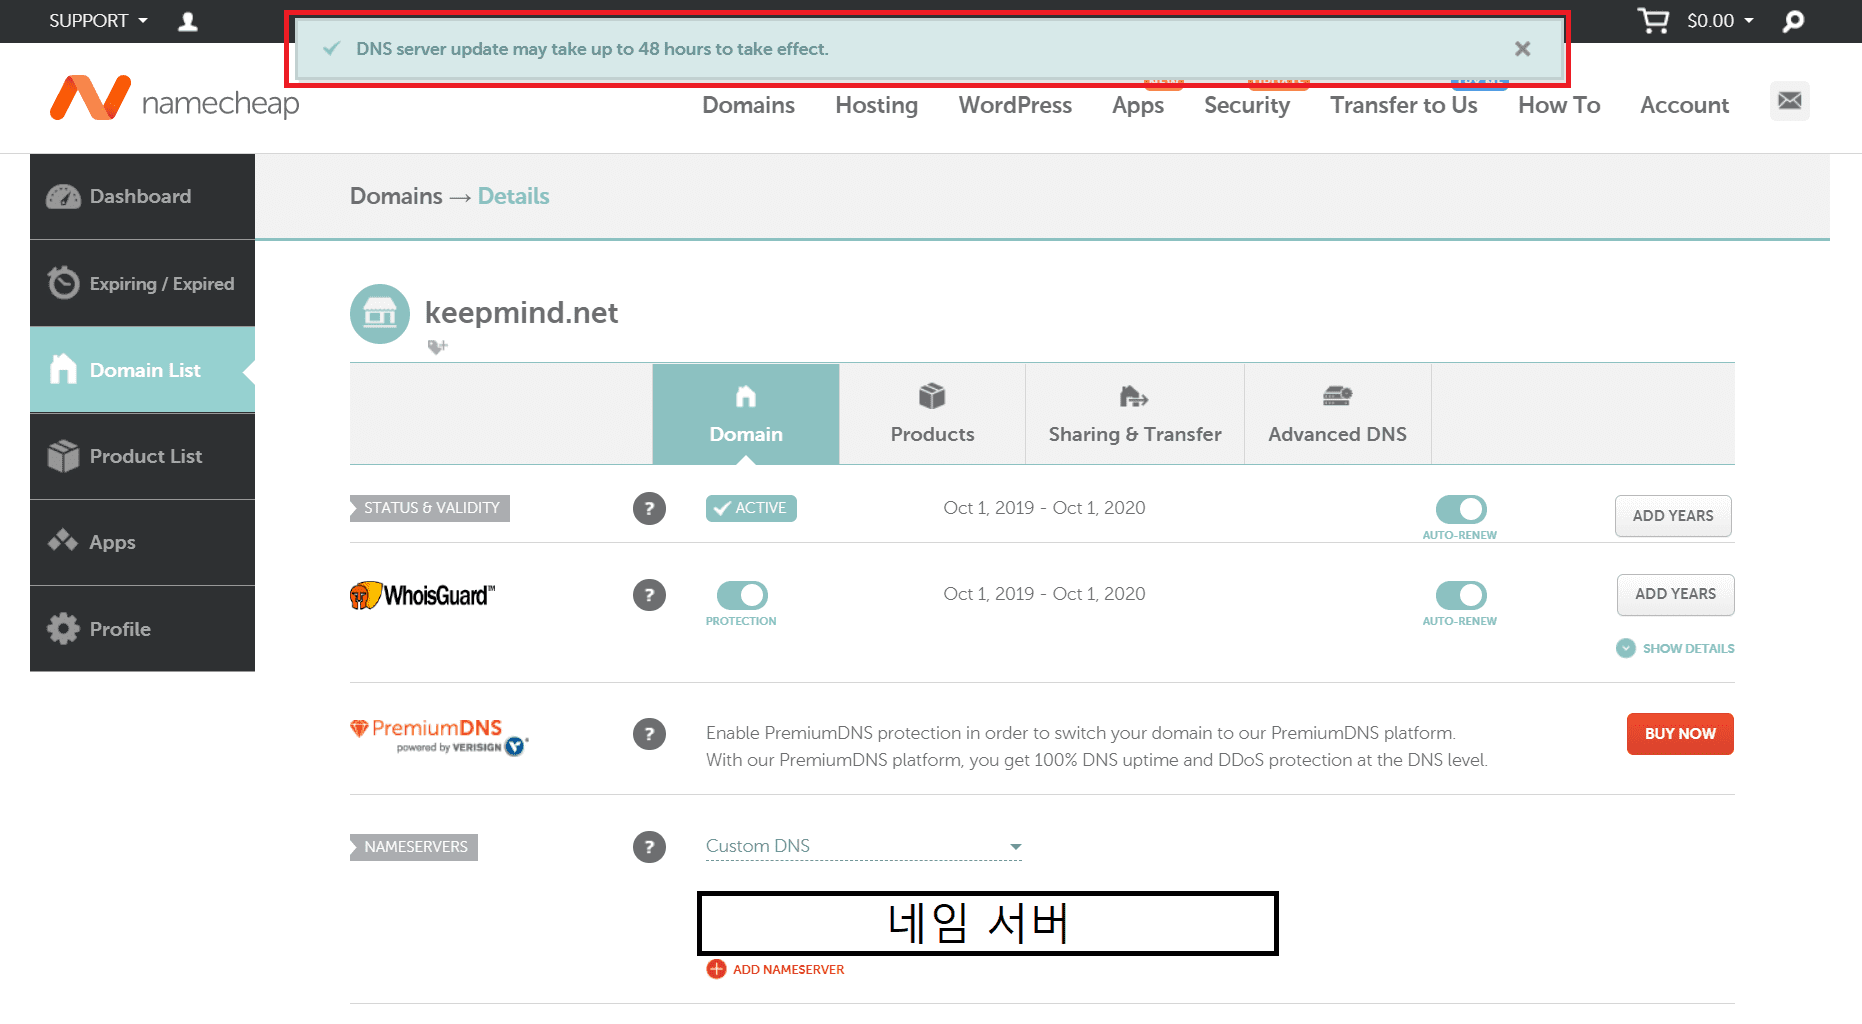 SUPPORT
$0.00
DNS server update may take up to 48 hours to take effect.
namecheap
Domains
Hosting
WordPress
Apps
Security
Transfer to Us
How To
Account
Dashboard
Expiring / Expired
Domain List
Product List
Apps
Profile
Domains → Details
keepmind.net
Domain
Products
Sharing & Transfer
Advanced DNS
STATUS & VALIDITY
?
ACTIVE
Oct 1, 2019 - Oct 1, 2020
AUTO-RENEW
ADD YEARS
WhoisGuard™
?
PROTECTION
Oct 1, 2019 - Oct 1, 2020
AUTO-RENEW
ADD YEARS
SHOW DETAILS
PremiumDNS
powered by VERISIGN
?
Enable PremiumDNS protection in order to switch your domain to our PremiumDNS platform.
With our PremiumDNS platform, you get 100% DNS uptime and DDoS protection at the DNS level.
BUY NOW
NAMESERVERS
?
Custom DNS
네임 서버
ADD NAMESERVER